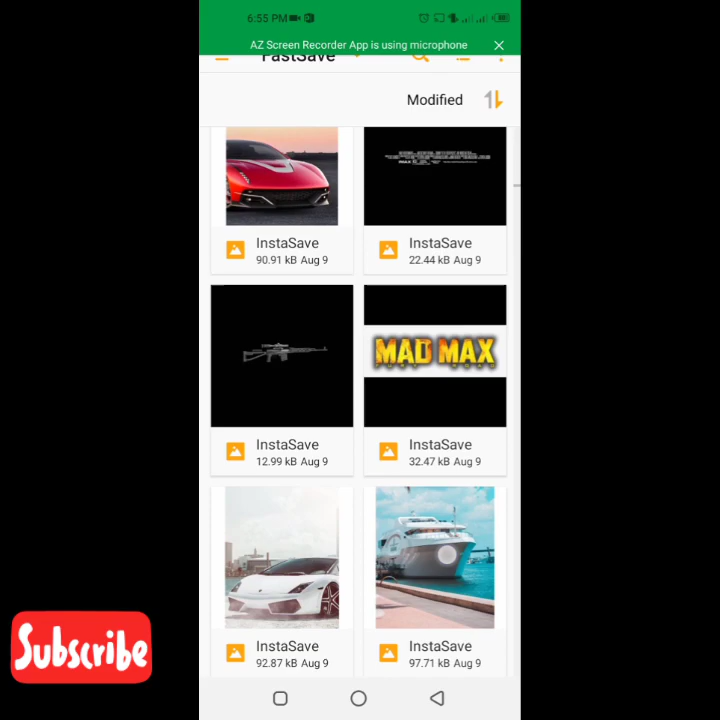 6:55 PM
AZ Screen Recorder App is using microphone
FastSave
Modified
InstaSave
90.91 kB Aug 9
InstaSave
22.44 kB Aug 9
MAD MAX
InstaSave
12.99 kB Aug 9
InstaSave
32.47 kB Aug 9
InstaSave
92.87 kB Aug 9
InstaSave
97.71 kB Aug 9
Subscribe